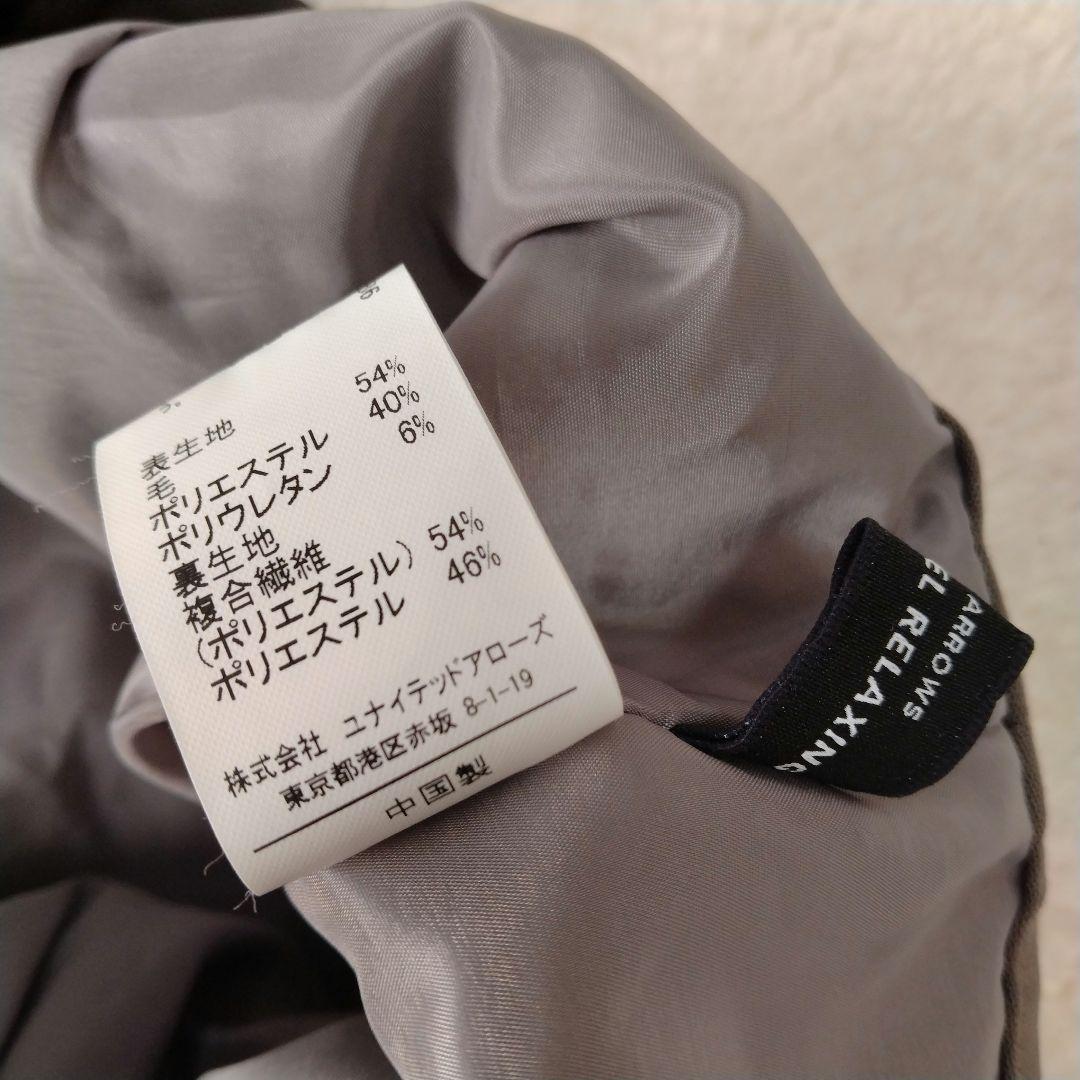 表生地
毛 54%
ポリエステル 40%
ポリウレタン 6%
裏生地
複合繊維
(ポリエステル) 54%
ポリエステル 46%
株式会社 ユナイテッドアローズ
東京都港区赤坂 8-1-19
中国製
ARROWS
RELAXING